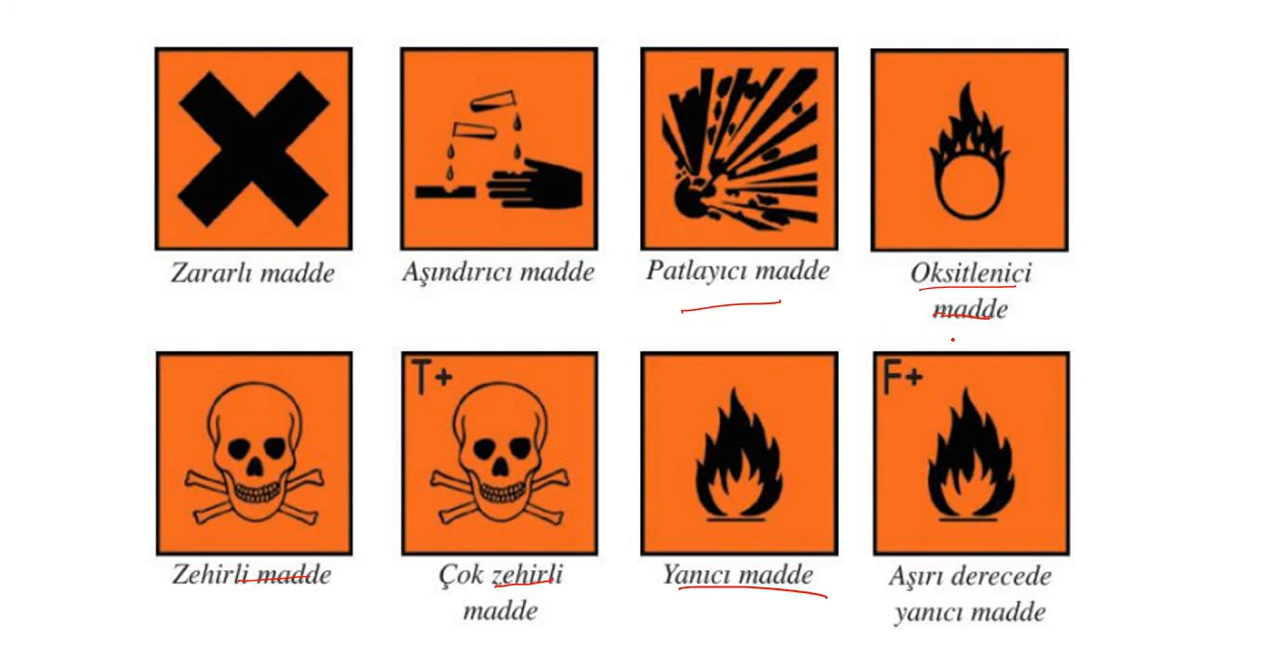 Zararlı madde
Aşındırıcı madde
Patlayıcı madde
Oksitlenici
madde
T+
F+
Zehirli madde
Çok zehirli
madde
Yanıcı madde
Aşırı derecede
yanıcı madde